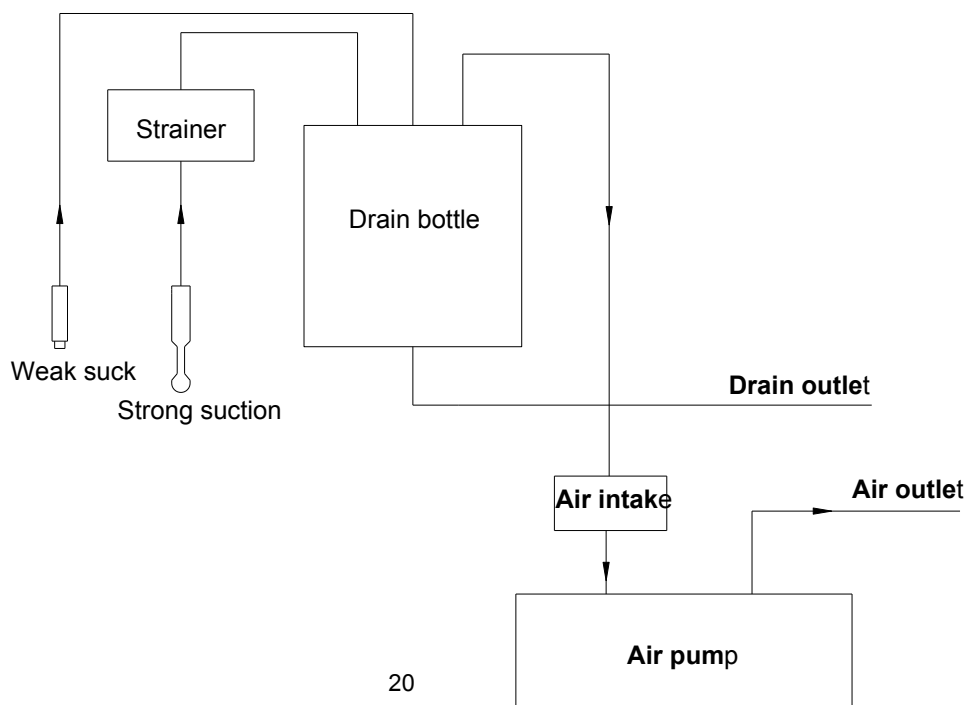 Strainer
Drain bottle
Weak suck
Strong suction
Drain outlet
Air intake
Air outlet
Air pump
20